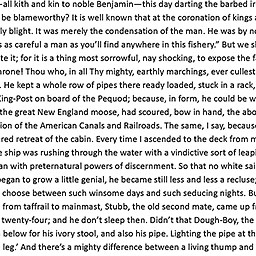 —all kith and kin to noble Benjamin—this day darting the barbed ir
be blameworthy? It is well known that at the coronation of kings a
ly blight. It was merely the condensation of the man. He was by no
as careful a man as you'll find anywhere in this fishery." But we sh
te it; for it is a thing most sorrowful, nay shocking, to expose the fa
rone! Thou who, in all Thy mighty, earthly marchings, ever cullest
. He kept a whole row of pipes there ready loaded, stuck in a rack,
King-Post on board of the Pequod; because, in form, he could be w
the great New England moose, had scoured, bow in hand, the abo
ion of the American Canals and Railroads. The same, I say, becaus
red retreat of the cabin. Every time I ascended to the deck from m
e ship was rushing through the water with a vindictive sort of leapi
an with preternatural powers of discernment. So that no white sai
egan to grow a little genial, he became still less and less a recluse;
choose between such winsome days and such seducing nights. Bu
from taffrail to mainmast, Stubb, the old second mate, came up fr
twenty-four; and he don't sleep then. Didn't that Dough-Boy, the
below for his ivory stool, and also his pipe. Lighting the pipe at th
leg.' And there's a mighty difference between a living thump and